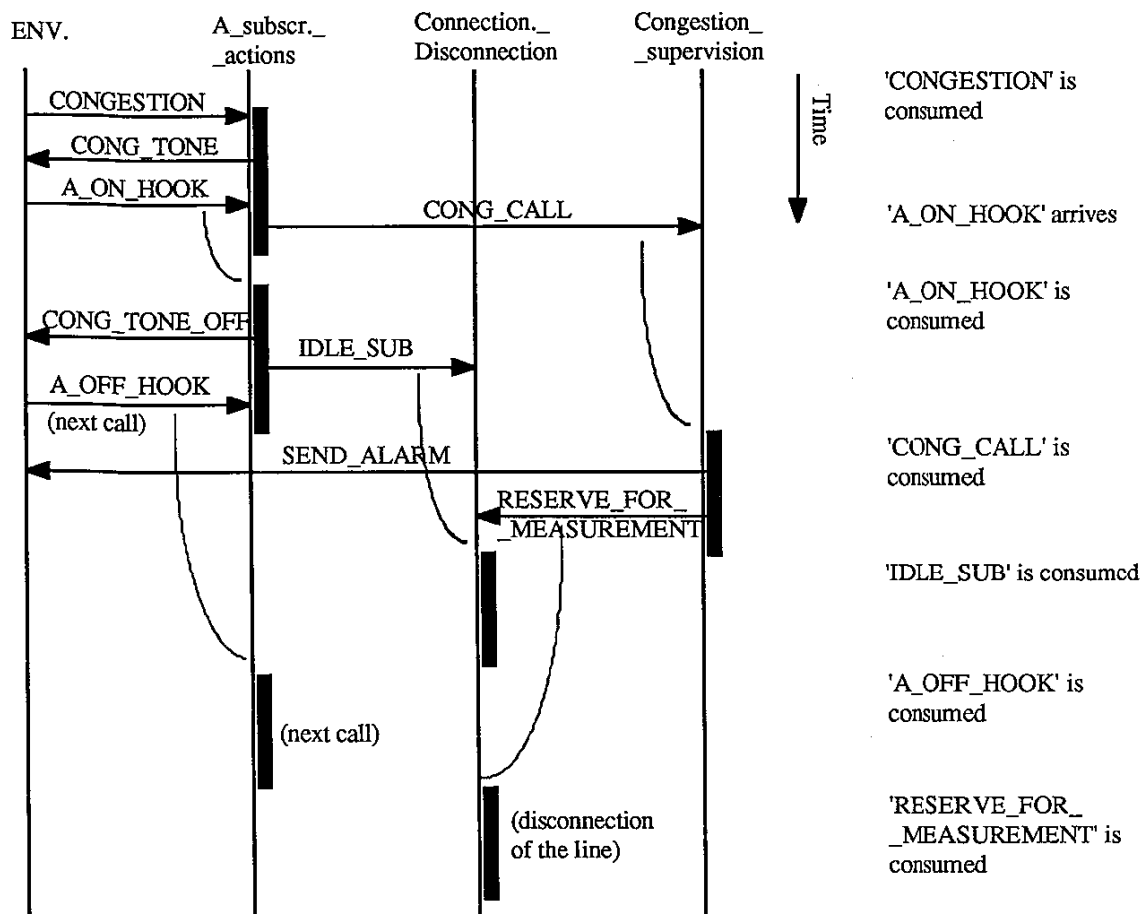 ENV.
A_subscr._
_actions
Connection._
Disconnection
Congestion_
_supervision
Time
'CONGESTION' is
consumed
CONGESTION
CONG_TONE
A_ON_HOOK
CONG_CALL
'A_ON_HOOK' arrives
'A_ON_HOOK' is
consumed
CONG_TONE_OFF
IDLE_SUB
A_OFF_HOOK
(next call)
SEND_ALARM
'CONG_CALL' is
consumed
RESERVE_FOR_
_MEASUREMENT
'IDLE_SUB' is consumed
'A_OFF_HOOK' is
consumed
(next call)
(disconnection
of the line)
'RESERVE_FOR_
_MEASUREMENT' is
consumed